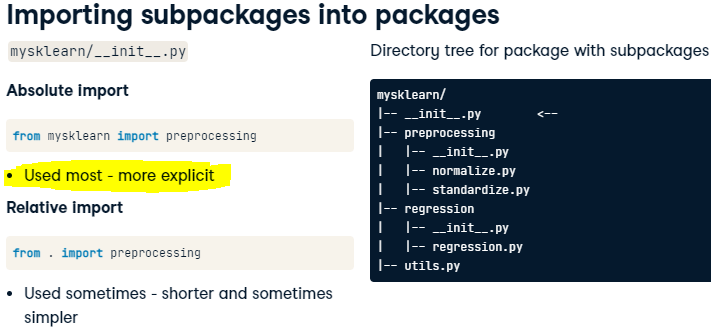 Importing subpackages into packages
mysklearn/__init__.py
Absolute import
from mysklearn import preprocessing
• Used most - more explicit
Relative import
from . import preprocessing
• Used sometimes - shorter and sometimes
simpler
Directory tree for package with subpackages
mysklearn/
|-- __init__.py <--
|-- preprocessing
| |-- __init__.py
| |-- normalize.py
| |-- standardize.py
|-- regression
| |-- __init__.py
| |-- regression.py
|-- utils.py